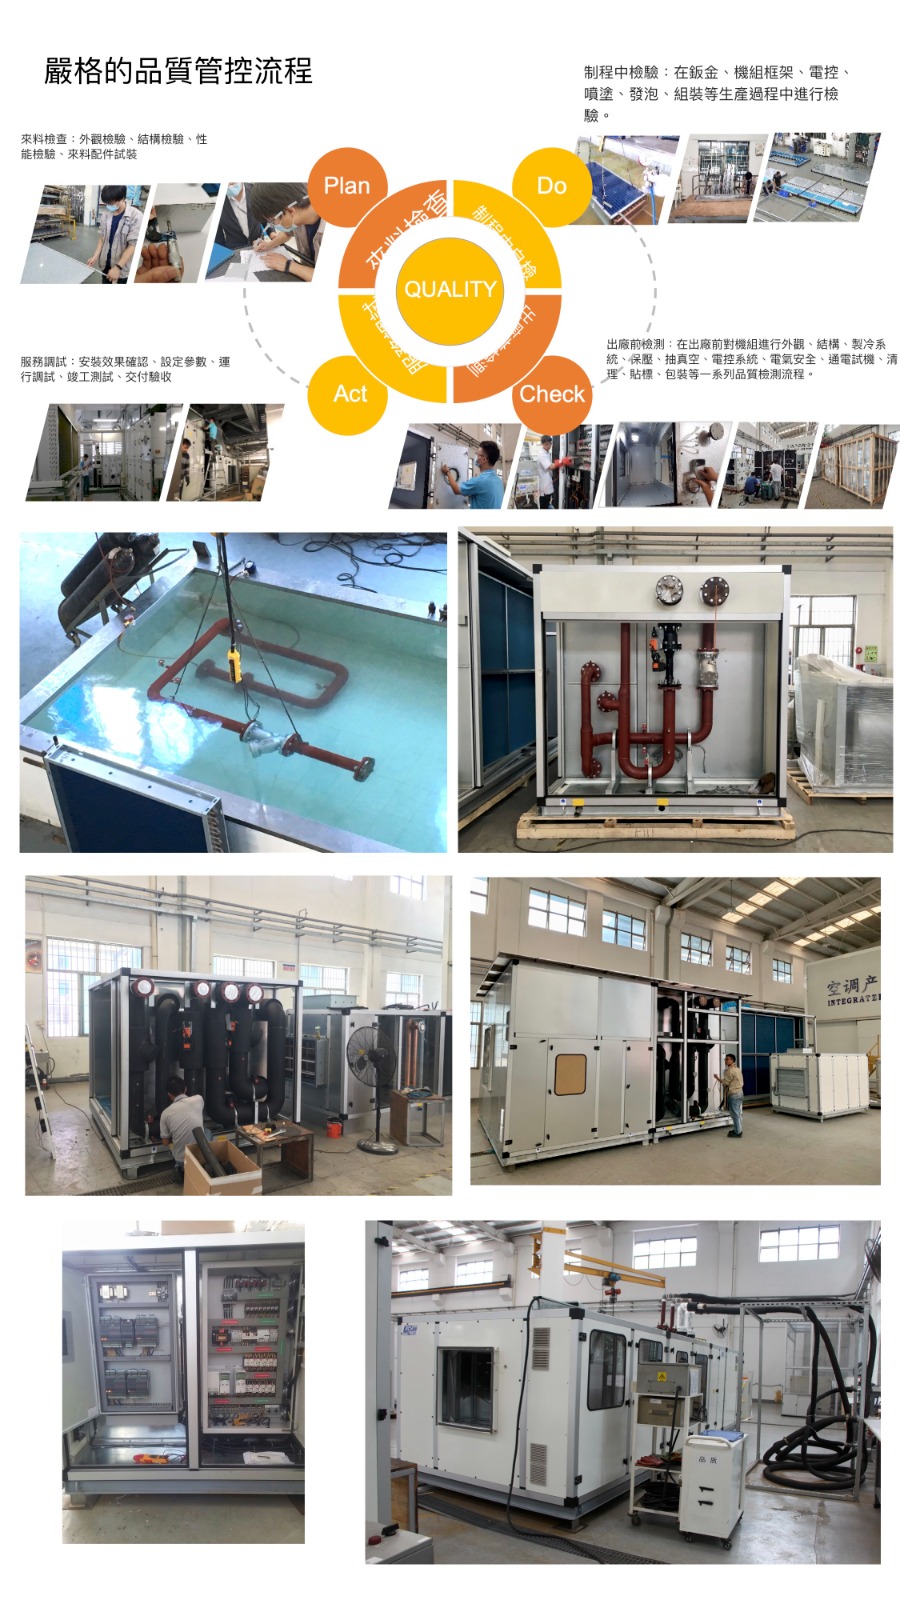 嚴格的品質管控流程
制程中檢驗：在鈑金、機組框架、電控、
噴塗、發泡、組裝等生產過程中進行檢
驗。
來料檢查：外觀檢驗、結構檢驗、性
能檢驗、來料配件試裝
Plan
Do
來料檢查
QUALITY
服務調試：安裝效果確認、設定參數、運
行調試、竣工測試、交付驗收
出廠前檢測：在出廠前對機組進行外觀、結構、製冷系
統、保壓、抽真空、電控系統、電氣安全、通電試機、清
理、貼標、包裝等一系列品質檢測流程。
Act
Check
空调产
INTEGRATE
品质